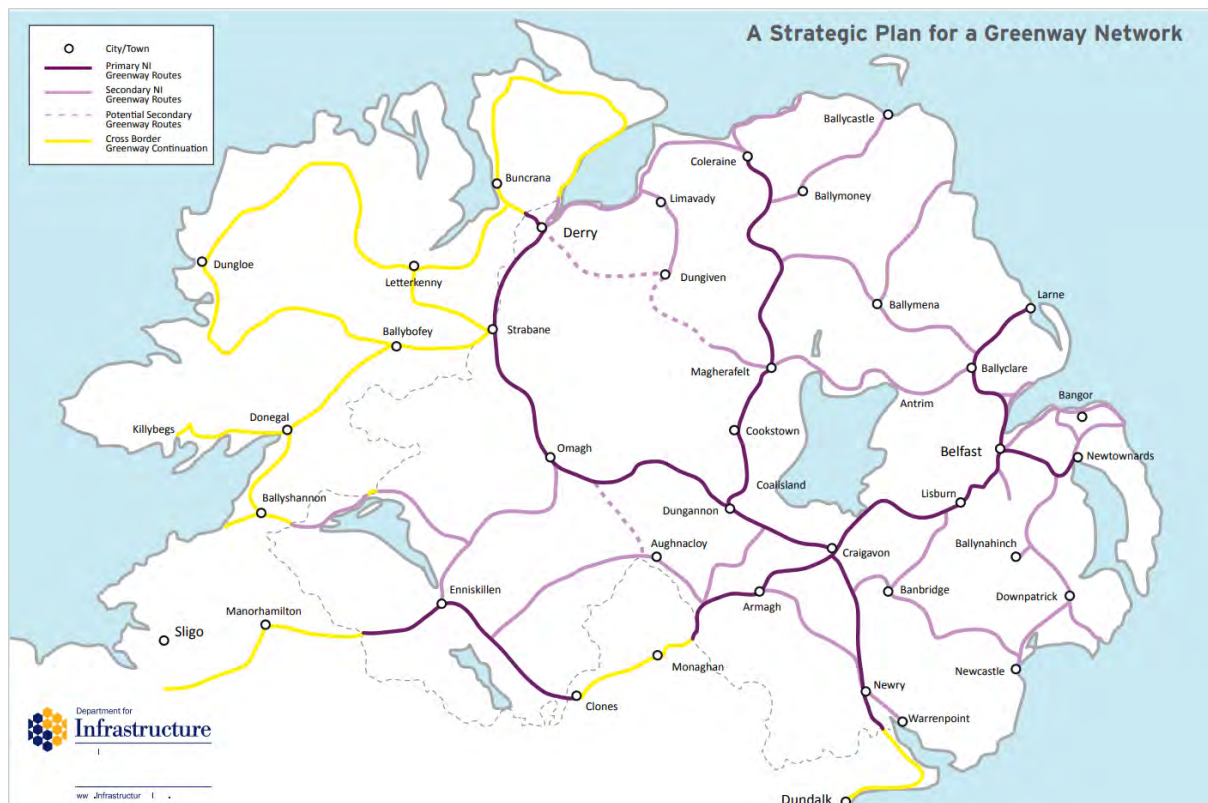 A Strategic Plan for a Greenway Network
City/Town
Primary NI
Greenway Routes
Secondary NI
Greenway Routes
Potential Secondary
Greenway Routes
Cross Border
Greenway Continuation
Ballycastle
Coleraine
Buncrana
Limavady
Ballymoney
Derry
Dungloe
Letterkenny
Dungiven
Ballymena
Larne
Ballybofey
Strabane
Magherafelt
Ballyclare
Antrim
Bangor
Killybegs
Donegal
Cookstown
Omagh
Belfast
Newtownards
Coalisland
Lisburn
Ballyshannon
Dungannon
Aughnacloy
Craigavon
Ballynahinch
Enniskillen
Armagh
Banbridge
Downpatrick
Manorhamilton
Sligo
Monaghan
Newcastle
Newry
Clones
Warrenpoint
Department for
Infrastructure
ww .Infrastructur
Dundalk